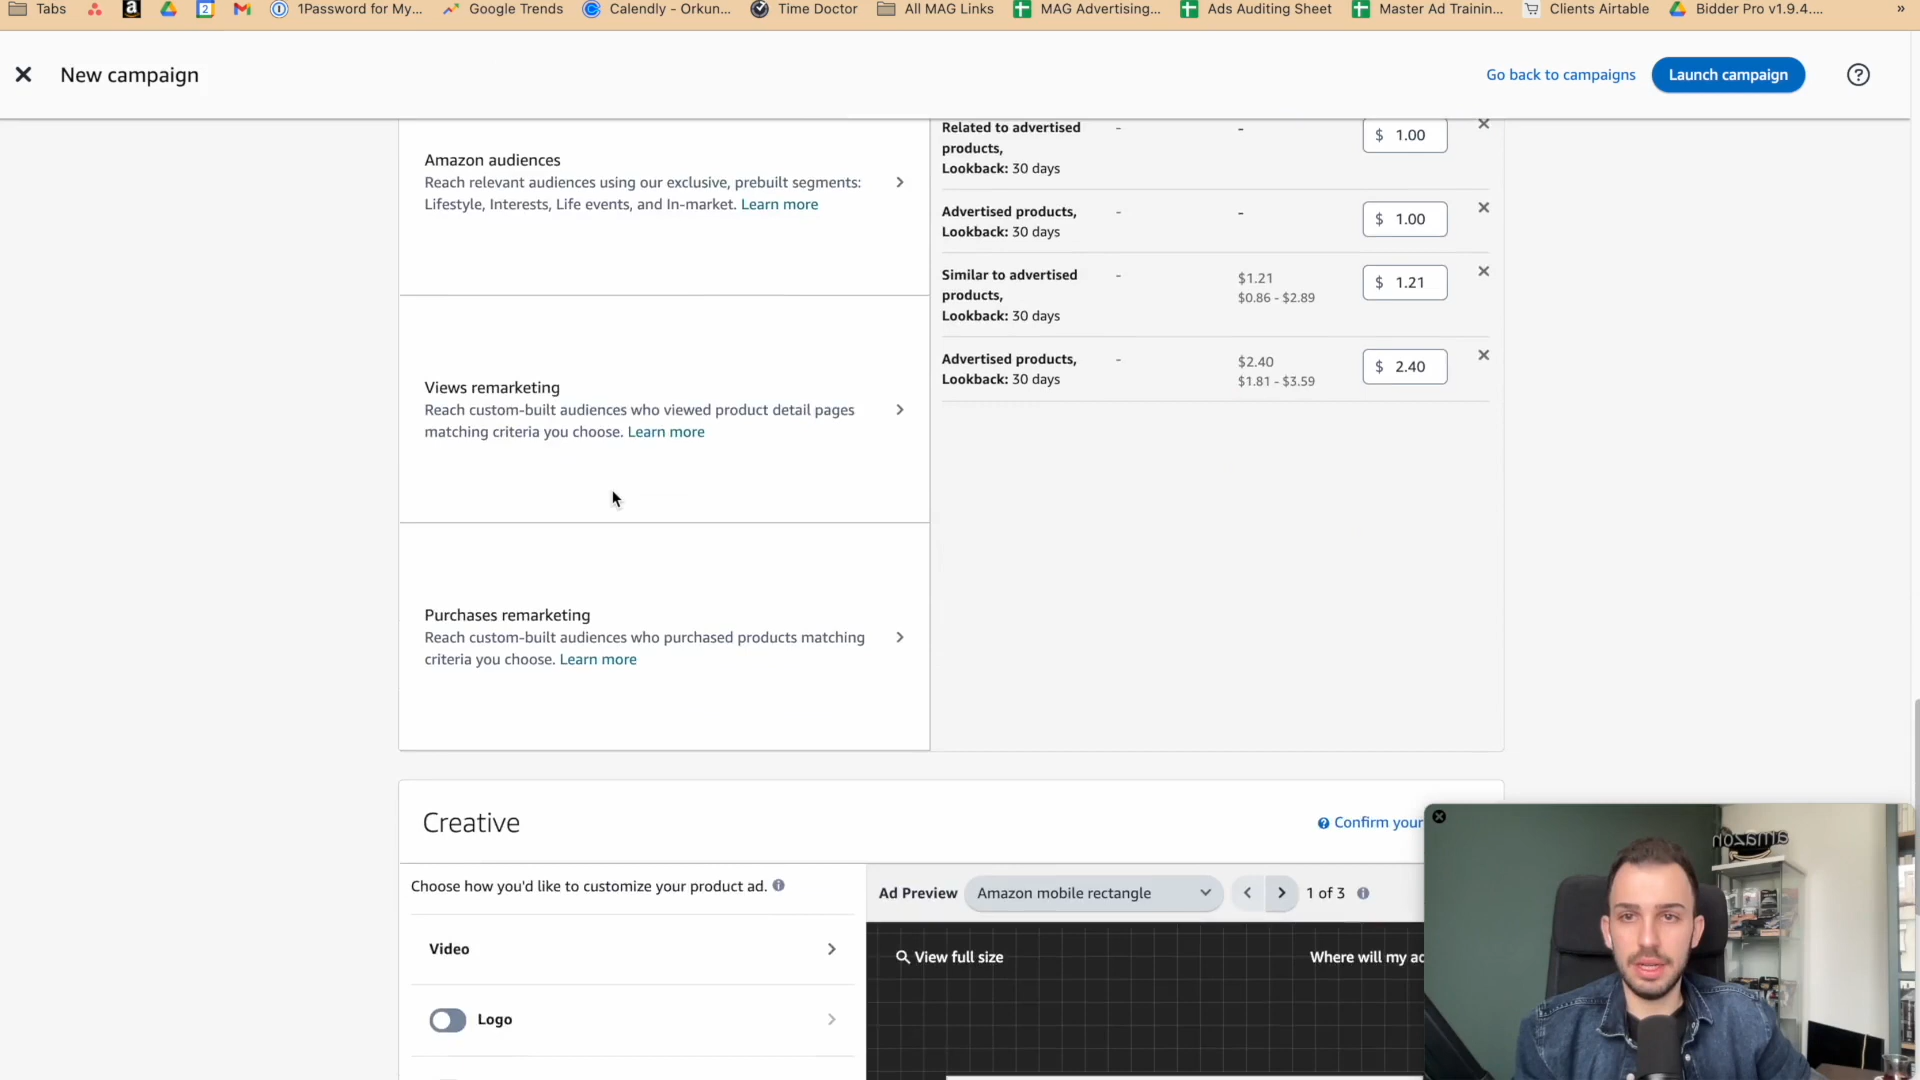 Tabs
a
2
1Password for My...
Google Trends
Calendly - Orkun...
Time Doctor
All MAG Links
MAG Advertising...
Ads Auditing Sheet
Master Ad Trainin...
Clients Airtable
Bidder Pro v1.9.4....
»
New campaign
Go back to campaigns
Launch campaign
?
Amazon audiences
Reach relevant audiences using our exclusive, prebuilt segments:
Lifestyle, Interests, Life events, and In-market. Learn more
Views remarketing
Reach custom-built audiences who viewed product detail pages
matching criteria you choose. Learn more
Purchases remarketing
Reach custom-built audiences who purchased products matching
criteria you choose. Learn more
Related to advertised
products,
Lookback: 30 days
-
-
$ 1.00
Advertised products,
Lookback: 30 days
-
-
$ 1.00
Similar to advertised
products,
Lookback: 30 days
-
$1.21
$0.86 - $2.89
$ 1.21
Advertised products,
Lookback: 30 days
-
$2.40
$1.81 - $3.59
$ 2.40
Creative
Confirm your
Choose how you'd like to customize your product ad.
Video
Logo
Ad Preview
Amazon mobile rectangle
1 of 3
View full size
Where will my ad
amazon